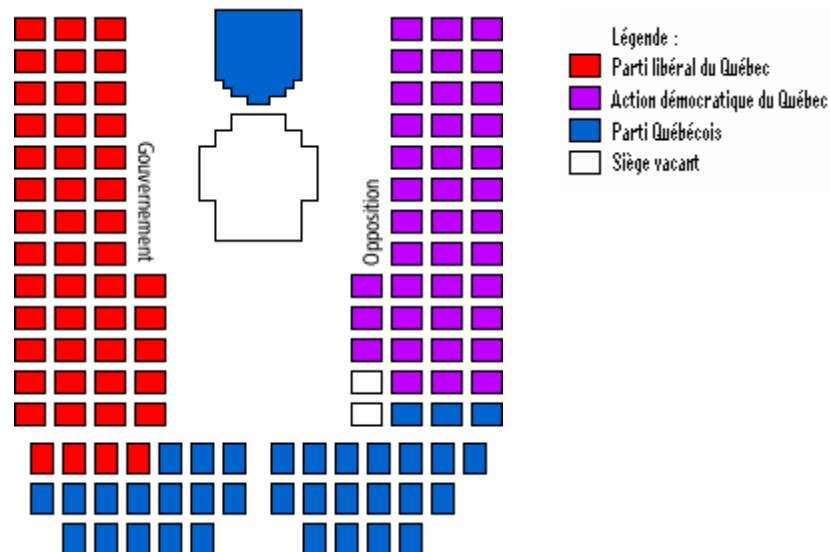 Légende :
Parti libéral du Québec
Action démocratique du Québec
Parti Québécois
Siège vacant
Gouvernement
Opposition